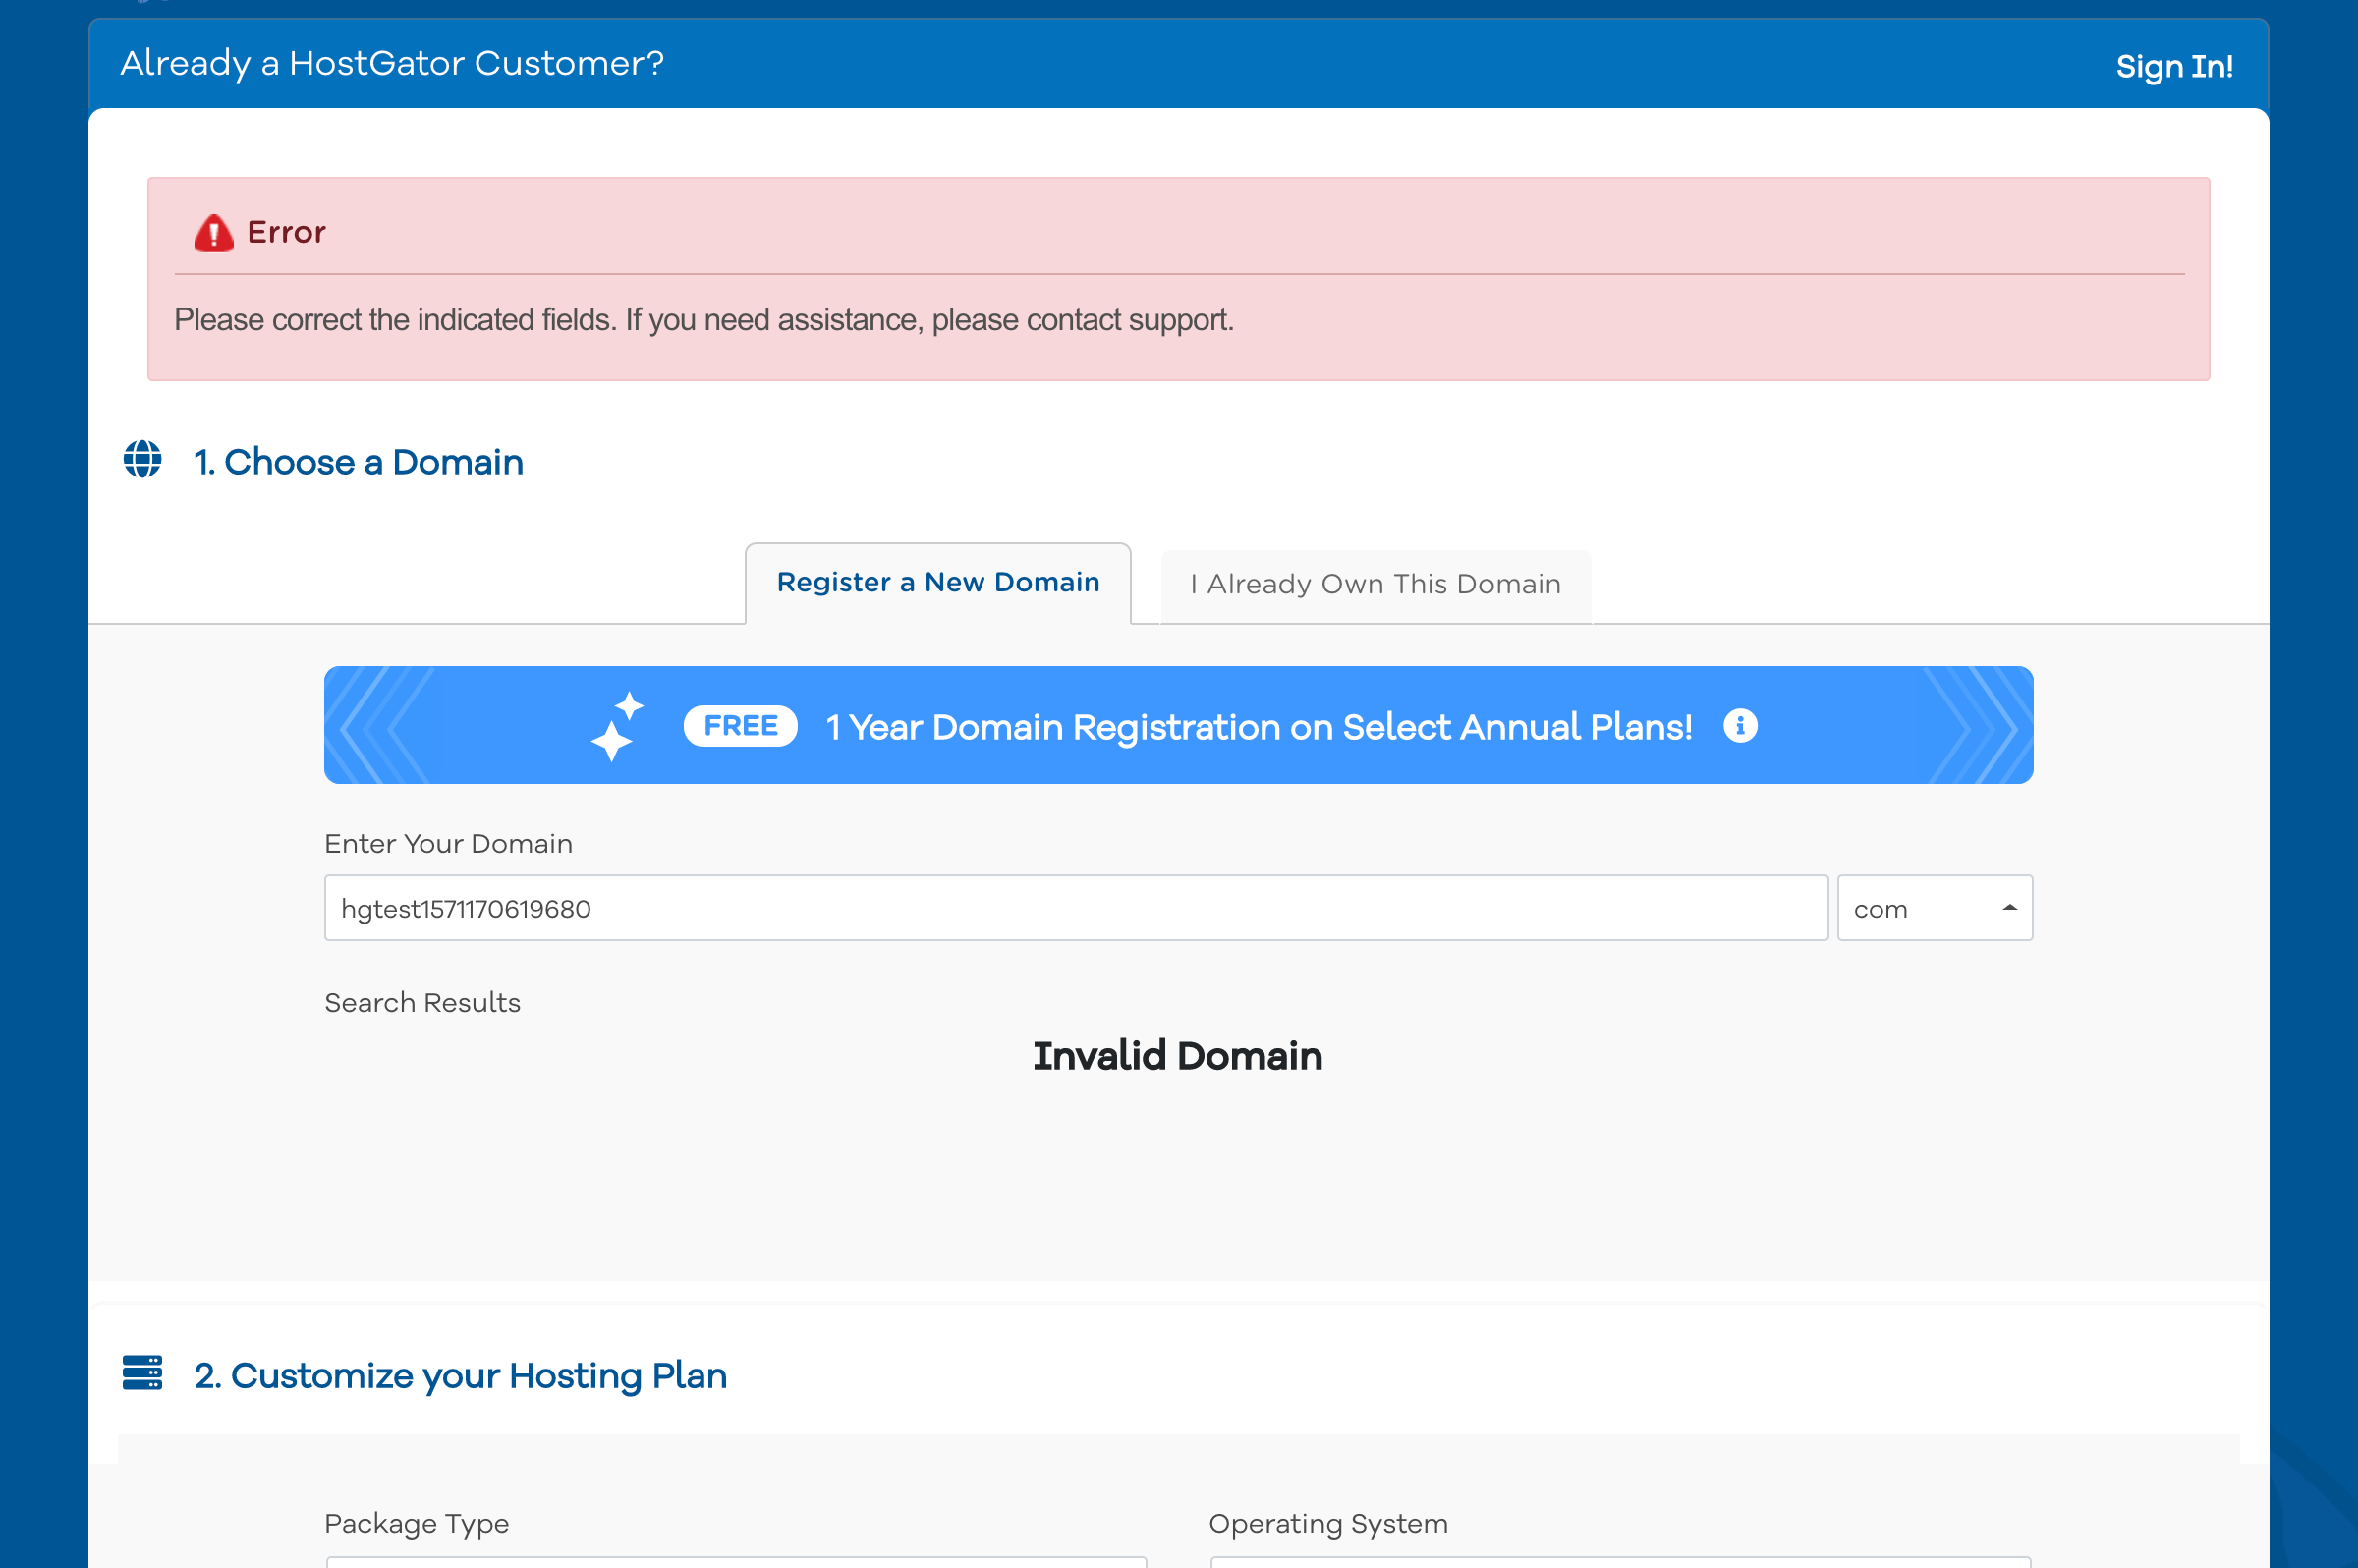 Already a HostGator Customer?
Sign In!
Error
Please correct the indicated fields. If you need assistance, please contact support.
1. Choose a Domain
Register a New Domain
I Already Own This Domain
FREE 1 Year Domain Registration on Select Annual Plans!
Enter Your Domain
hgtest1571170619680
com
Search Results
Invalid Domain
2. Customize your Hosting Plan
Package Type
Operating System